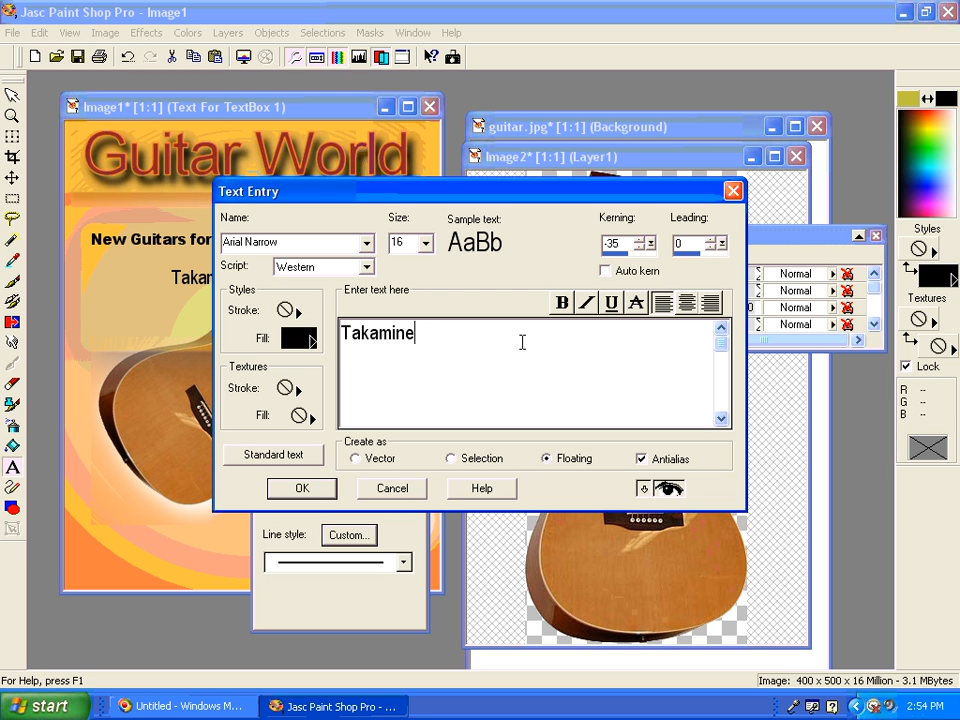 Jasc Paint Shop Pro - Image1
File Edit View Image Effects Colors Layers Objects Selections Masks Window Help
Image1* [1:1] (Text For TextBox 1)
guitar.jpg* [1:1] (Background)
Image2* [1:1] (Layer1)
Guitar World
New Guitars for
Takam
Text Entry
Name:
Size:
Sample text:
Kerning:
Leading:
Arial Narrow
16
AaBb
-35
0
Script:
Western
Auto kern
Styles
Stroke:
Fill:
Textures
Stroke:
Fill:
Enter text here
B I U A
Takamine
Standard text
Create as
Vector
Selection
Floating
Antialias
OK
Cancel
Help
Line style:
Custom...
Normal
Normal
0 Normal
Normal
Styles
Textures
Lock
R --
G --
B --
For Help, press F1
Image: 400 x 500 x 16 Million - 3.1 MBytes
start
Untitled - Windows M...
Jasc Paint Shop Pro - ...
2:54 PM